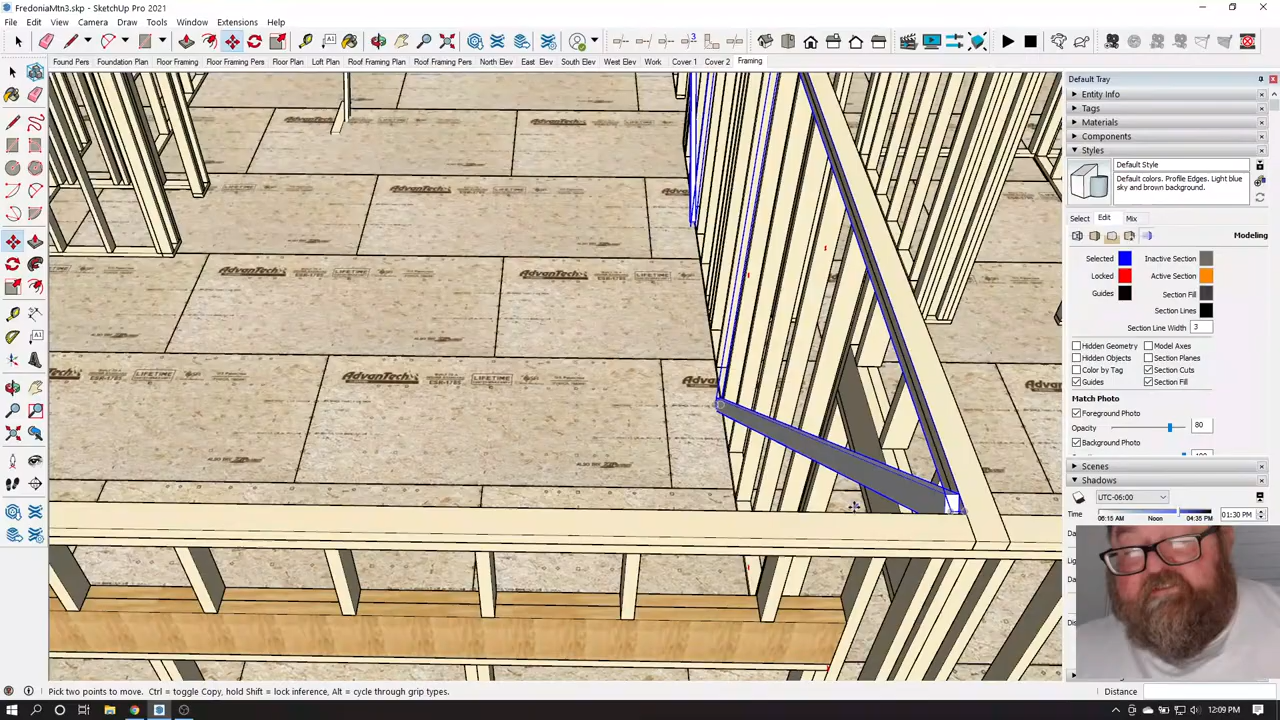 FredoniaMtn3.skp - SketchUp Pro 2021
File Edit View Camera Draw Tools Window Extensions Help
Found Pers Foundation Plan Floor Framing Floor Framing Pers Floor Plan Loft Plan Roof Framing Plan Roof Framing Pers North Elev East Elev South Elev West Elev Work Cover 1 Cover 2 Framing
Default Tray
Entity Info
Tags
Materials
Components
Styles
Default Style
Default colors. Profile Edges. Light blue
sky and brown background.
Select Edit Mix
Modeling
Selected Inactive Section
Locked Active Section
Guides Section Fill
Section Lines
Section Line Width 3
Hidden Geometry Model Axes
Hidden Objects Section Planes
Color by Tag Section Cuts
Guides Section Fill
Match Photo
Foreground Photo
Opacity 80
Background Photo
Scenes
Shadows
UTC-06:00
Time 06:15 AM Noon 04:35 PM 01:30 PM
AdvanTech
AdvanTech
AdvanTech LIFETIME
AdvanTech LIFETIME
AdvanTech LIFETIME
AdvanTech LIFETIME
Pick two points to move. Ctrl = toggle Copy, hold Shift = lock inference, Alt = cycle through grip types.
Distance
12:09 PM